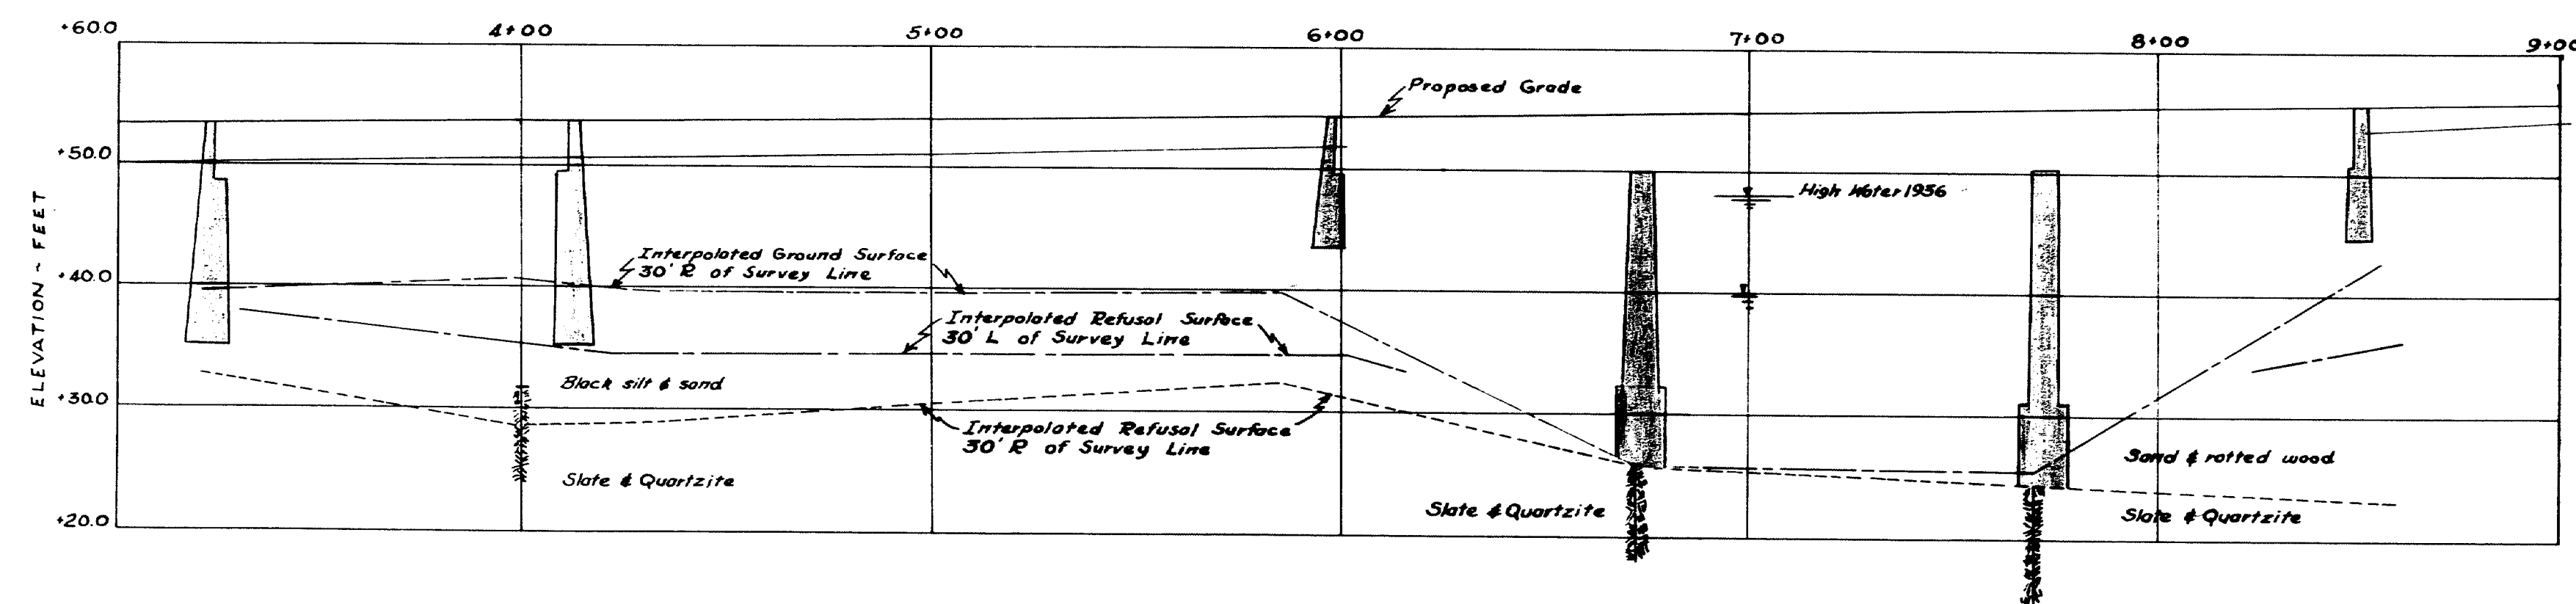 +60.0
4+00
5+00
6+00
7+00
8+00
9+00
Proposed Grade
+50.0
High Water 1936
ELEVATION ~ FEET
Interpolated Ground Surface
30' R of Survey Line
+40.0
Interpolated Refusal Surface
30' L of Survey Line
Black silt & sand
+30.0
Interpolated Refusal Surface
30' R of Survey Line
Sand & rotted wood
Slate & Quartzite
Slate & Quartzite
Slate & Quartzite
+20.0